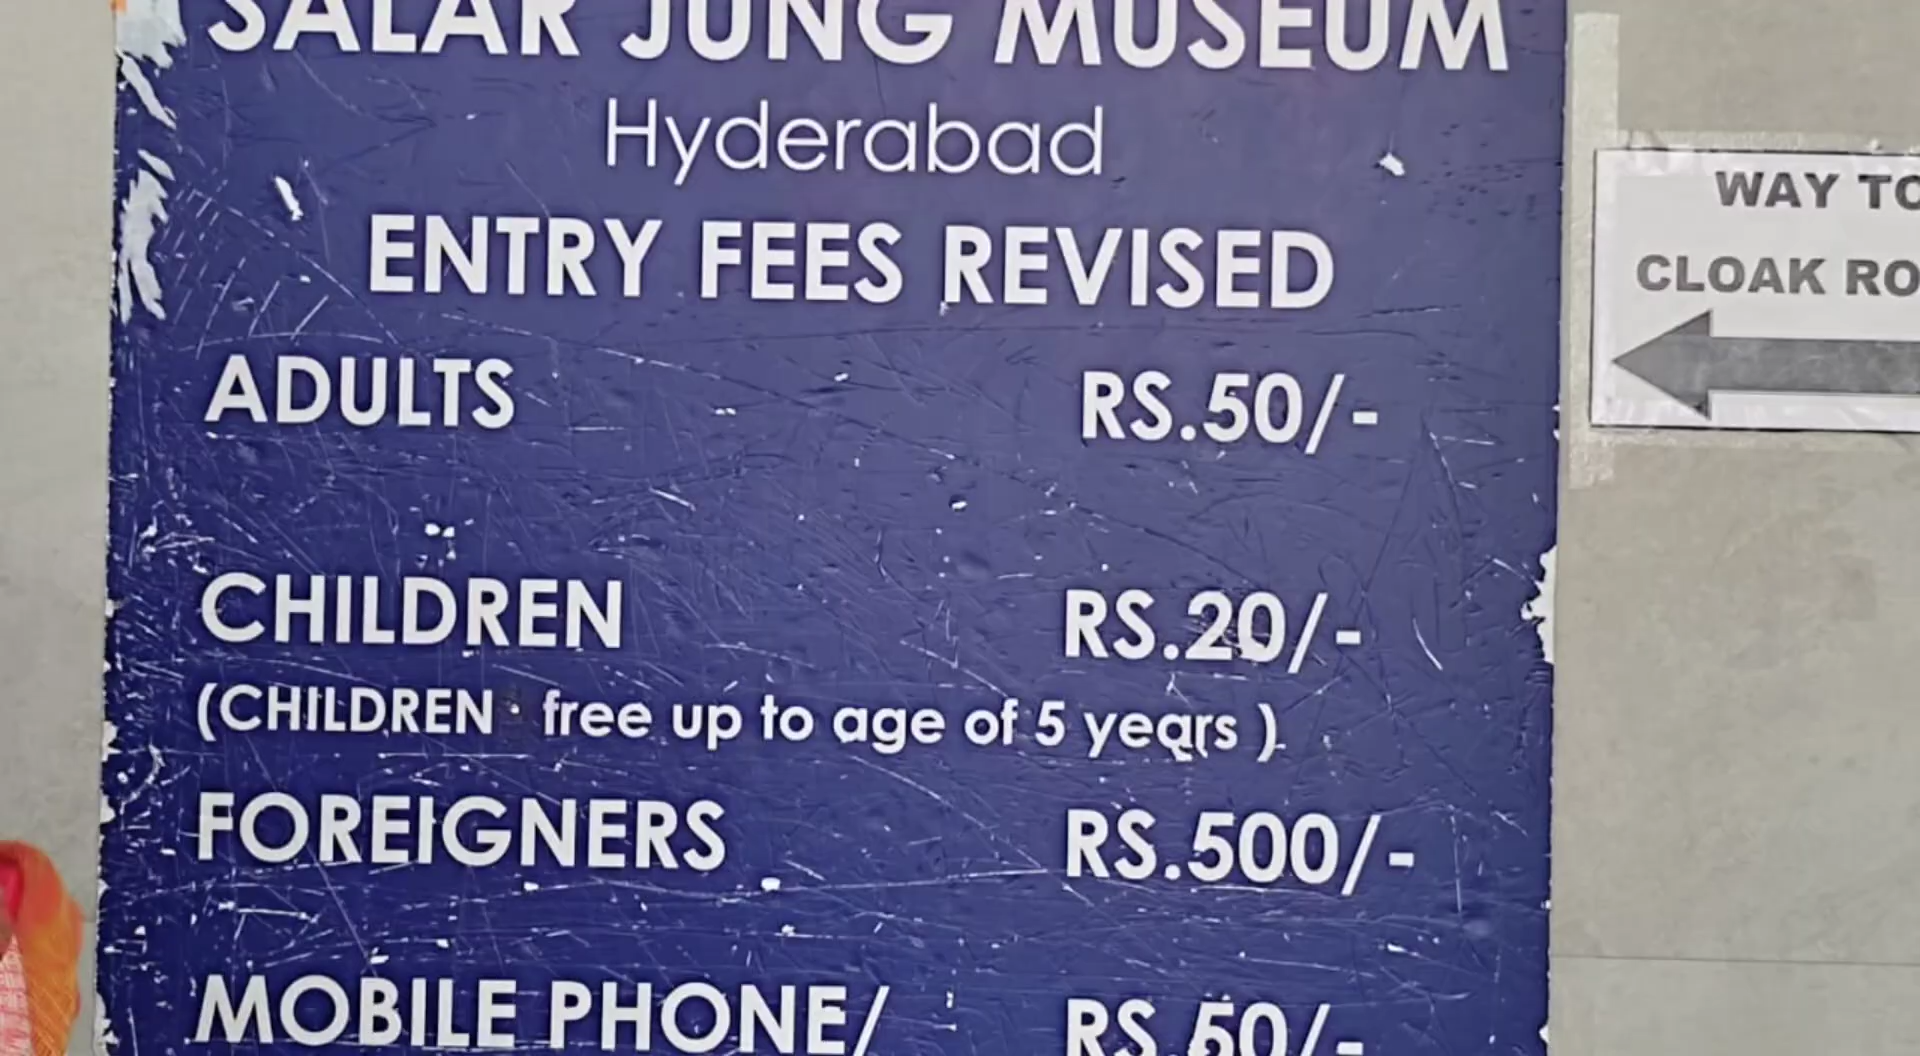 SALAR JUNG MUSEUM
Hyderabad
ENTRY FEES REVISED
ADULTS RS.50/-
CHILDREN RS.20/-
(CHILDREN free up to age of 5 years )
FOREIGNERS RS.500/-
MOBILE PHONE/ RS.50/-
WAY TO
CLOAK RO